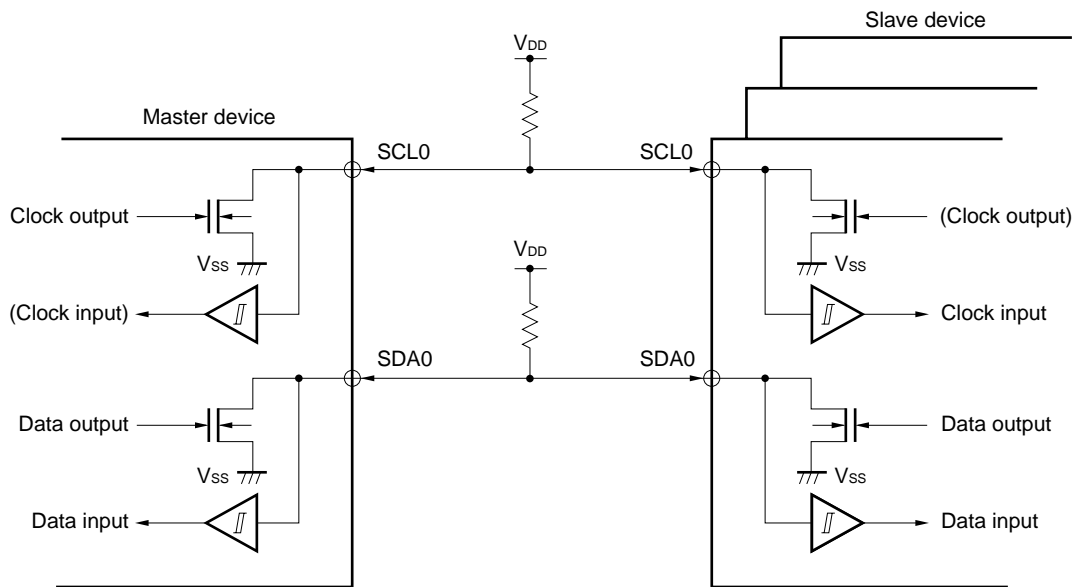 Slave device
VDD
Master device
SCL0
SCL0
Clock output
(Clock output)
VSS
VSS
VDD
(Clock input)
Clock input
SDA0
SDA0
Data output
Data output
VSS
VSS
Data input
Data input